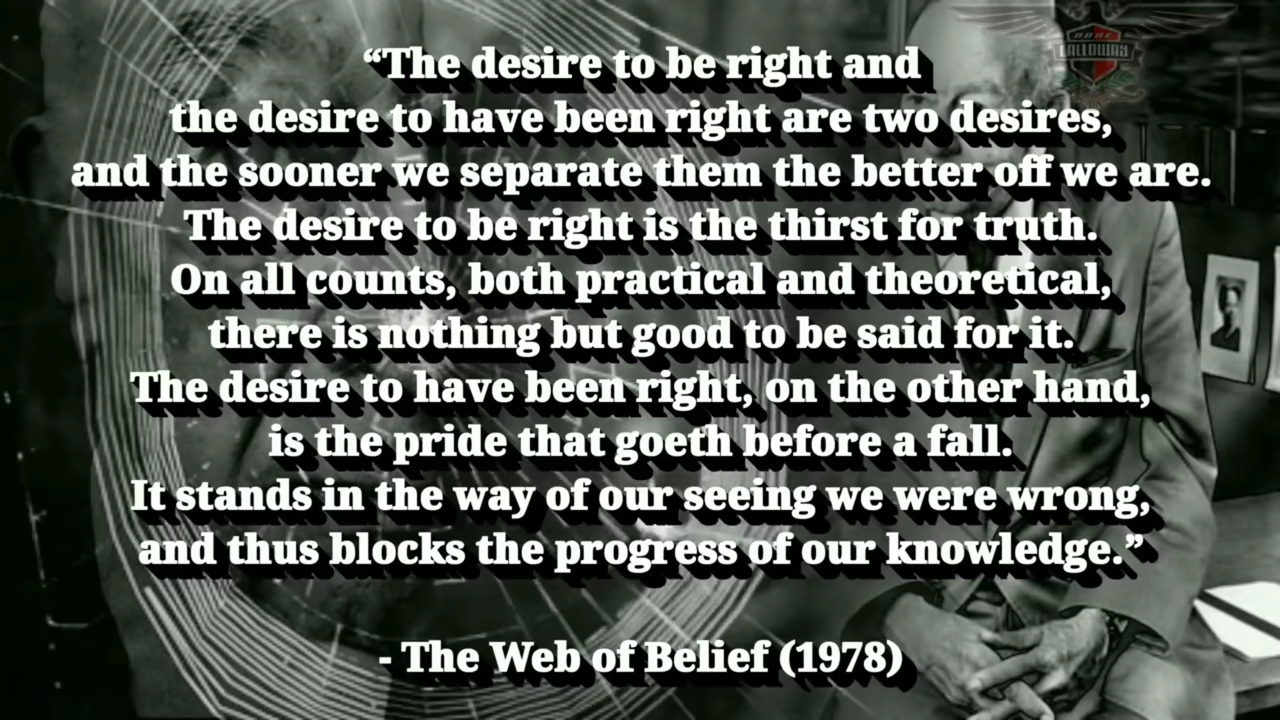 “The desire to be right and
the desire to have been right are two desires,
and the sooner we separate them the better off we are.
The desire to be right is the thirst for truth.
On all counts, both practical and theoretical,
there is nothing but good to be said for it.
The desire to have been right, on the other hand,
is the pride that goeth before a fall.
It stands in the way of our seeing we were wrong,
and thus blocks the progress of our knowledge.”
- The Web of Belief (1978)